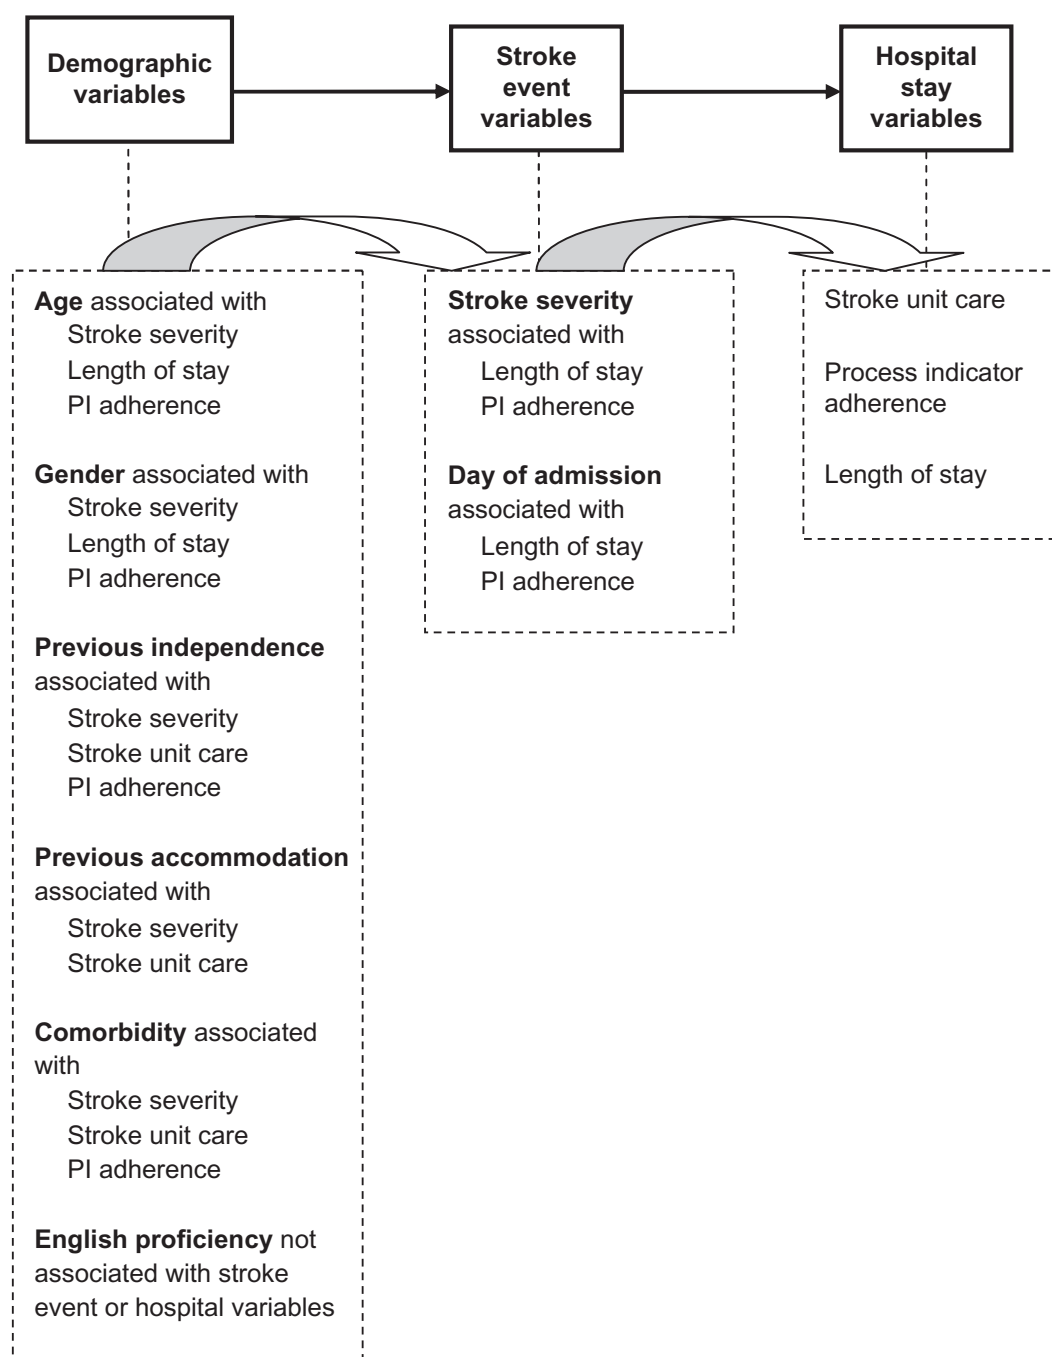 Demographic
variables
Stroke
event
variables
Hospital
stay
variables
Age associated with
Stroke severity
Length of stay
PI adherence
Gender associated with
Stroke severity
Length of stay
PI adherence
Previous independence
associated with
Stroke severity
Stroke unit care
PI adherence
Previous accommodation
associated with
Stroke severity
Stroke unit care
Comorbidity associated
with
Stroke severity
Stroke unit care
PI adherence
English proficiency not
associated with stroke
event or hospital variables
Stroke severity
associated with
Length of stay
PI adherence
Day of admission
associated with
Length of stay
PI adherence
Stroke unit care
Process indicator
adherence
Length of stay